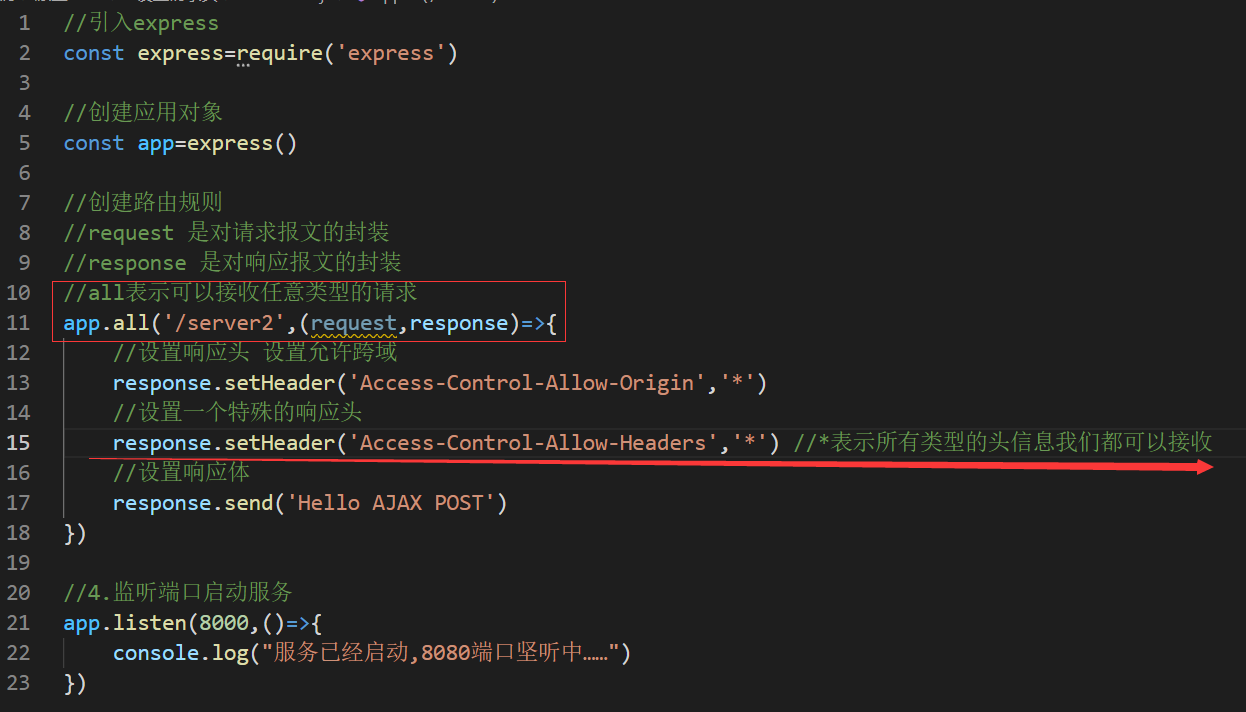 1 //引入express
2 const express=require('express')
3
4 //创建应用对象
5 const app=express()
6
7 //创建路由规则
8 //request 是对请求报文的封装
9 //response 是对响应报文的封装
10 //all表示可以接收任意类型的请求
11 app.all('/server2',(request,response)=>{
12 //设置响应头 设置允许跨域
13 response.setHeader('Access-Control-Allow-Origin','*')
14 //设置一个特殊的响应头
15 response.setHeader('Access-Control-Allow-Headers','*') //*表示所有类型的头信息我们都可以接收
16 //设置响应体
17 response.send('Hello AJAX POST')
18 })
19
20 //4.监听端口启动服务
21 app.listen(8000,()=>{
22 console.log("服务已经启动,8080端口坚听中……")
23 })